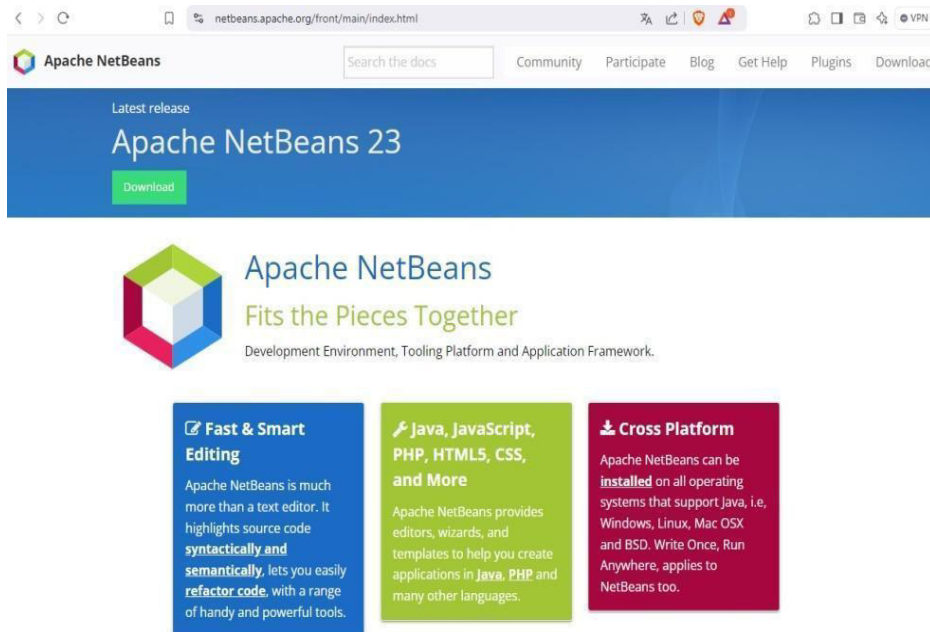 netbeans.apache.org/front/main/index.html
VPN
Apache NetBeans
Search the docs
Community
Participate
Blog
Get Help
Plugins
Download
Latest release
Apache NetBeans 23
Download
Apache NetBeans
Fits the Pieces Together
Development Environment, Tooling Platform and Application Framework.
Fast & Smart
Editing
Apache NetBeans is much
more than a text editor. It
highlights source code
syntactically and
semantically, lets you easily
refactor code, with a range
of handy and powerful tools.
Java, JavaScript,
PHP, HTML5, CSS,
and More
Apache NetBeans provides
editors, wizards, and
templates to help you create
applications in Java, PHP and
many other languages.
Cross Platform
Apache NetBeans can be
installed on all operating
systems that support Java, i.e,
Windows, Linux, Mac OSX
and BSD. Write Once, Run
Anywhere, applies to
NetBeans too.